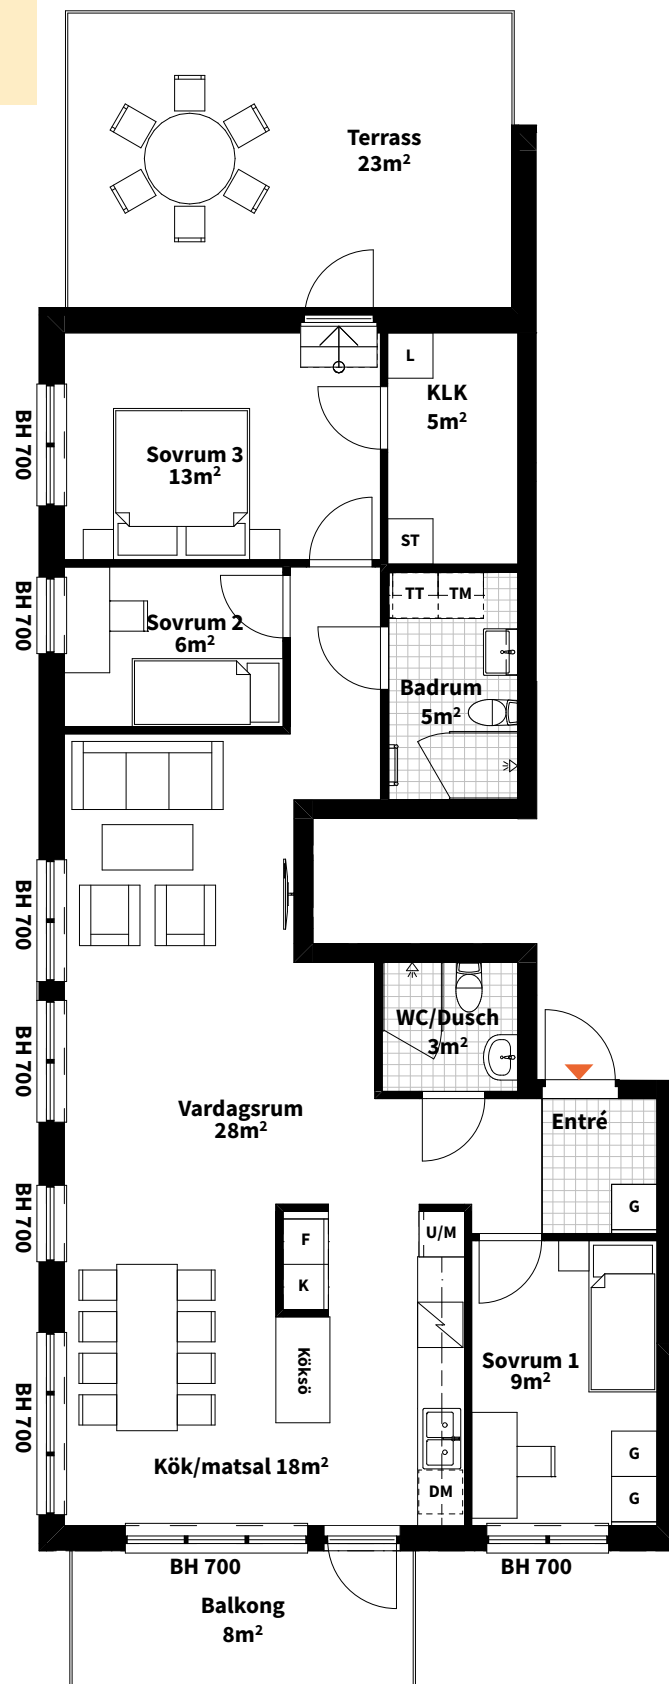 Terrass
23m²
L
KLK
5m²
BH 700
Sovrum 3
13m²
ST
BH 700
TT
TM
Sovrum 2
6m²
Badrum
5m²
BH 700
WC/Dusch
3m²
BH 700
Vardagsrum
28m²
Entré
BH 700
G
F
U/M
K
Köksö
Sovrum 1
9m²
BH 700
G
Kök/matsal 18m²
DM
G
BH 700
BH 700
Balkong
8m²